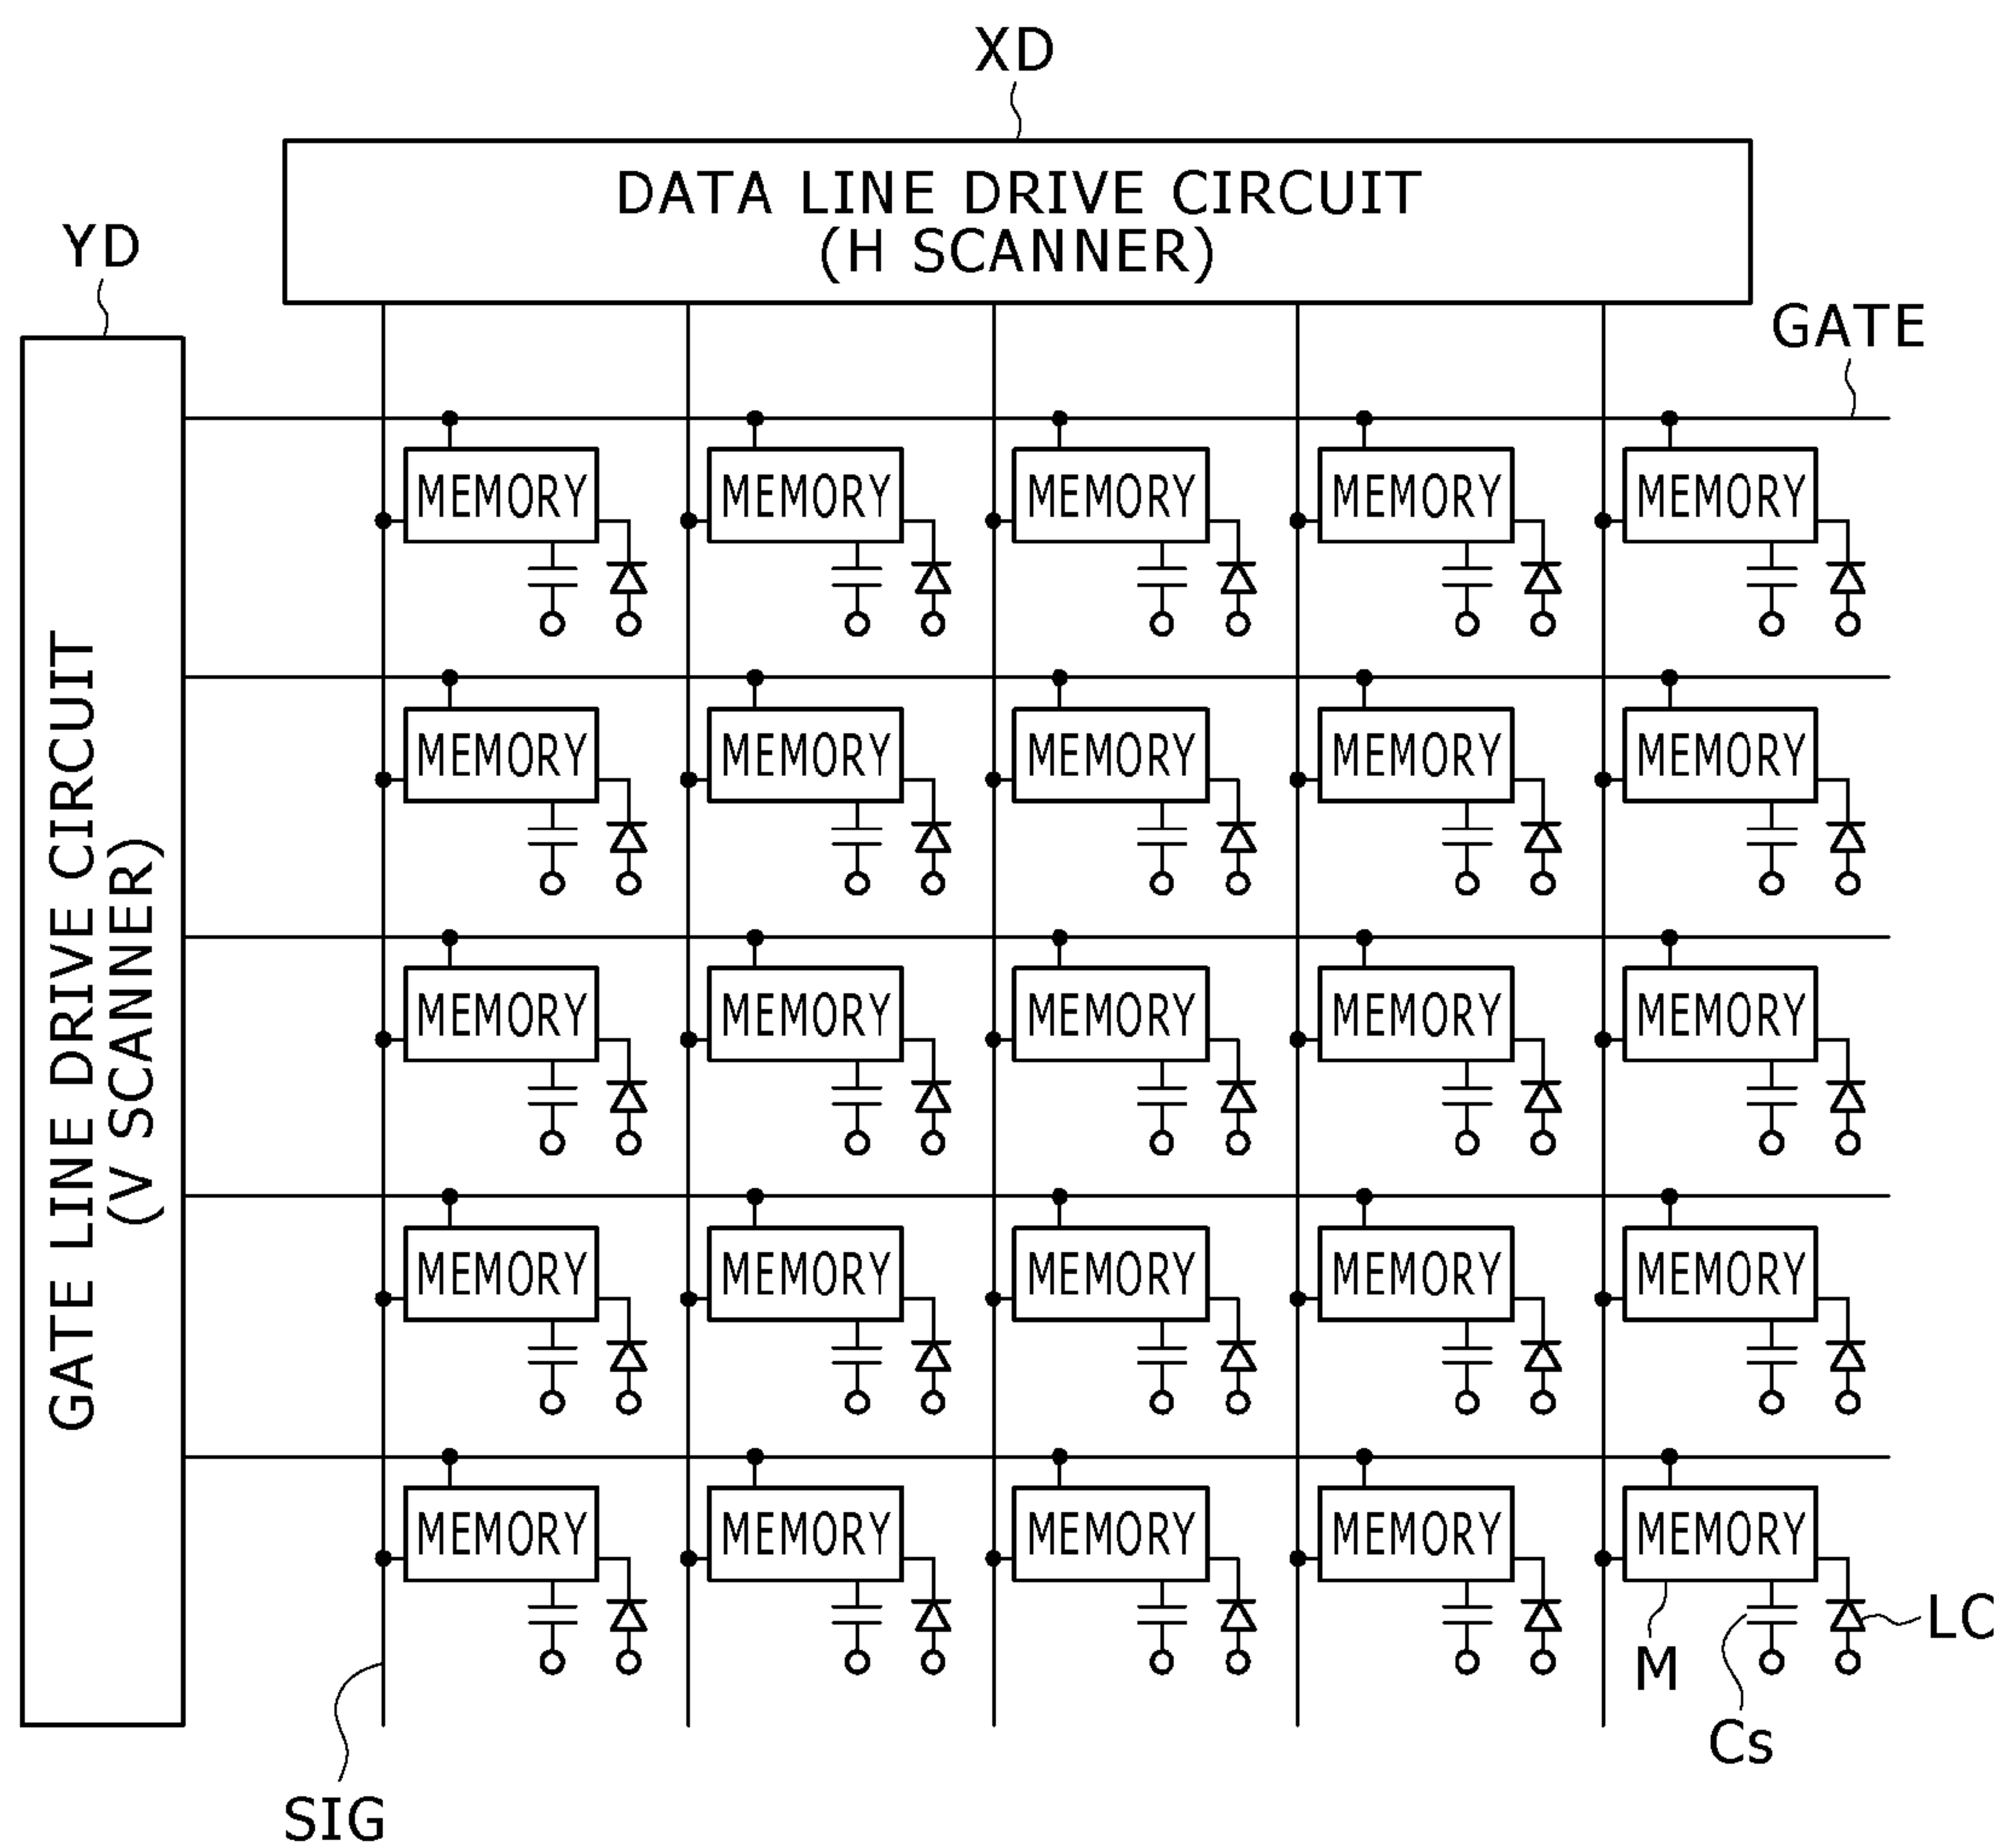 XD
DATA LINE DRIVE CIRCUIT
(H SCANNER)
YD
GATE LINE DRIVE CIRCUIT
(V SCANNER)
GATE
MEMORY MEMORY MEMORY MEMORY MEMORY
MEMORY MEMORY MEMORY MEMORY MEMORY
MEMORY MEMORY MEMORY MEMORY MEMORY
MEMORY MEMORY MEMORY MEMORY MEMORY
MEMORY MEMORY MEMORY MEMORY MEMORY
LC
M
Cs
SIG